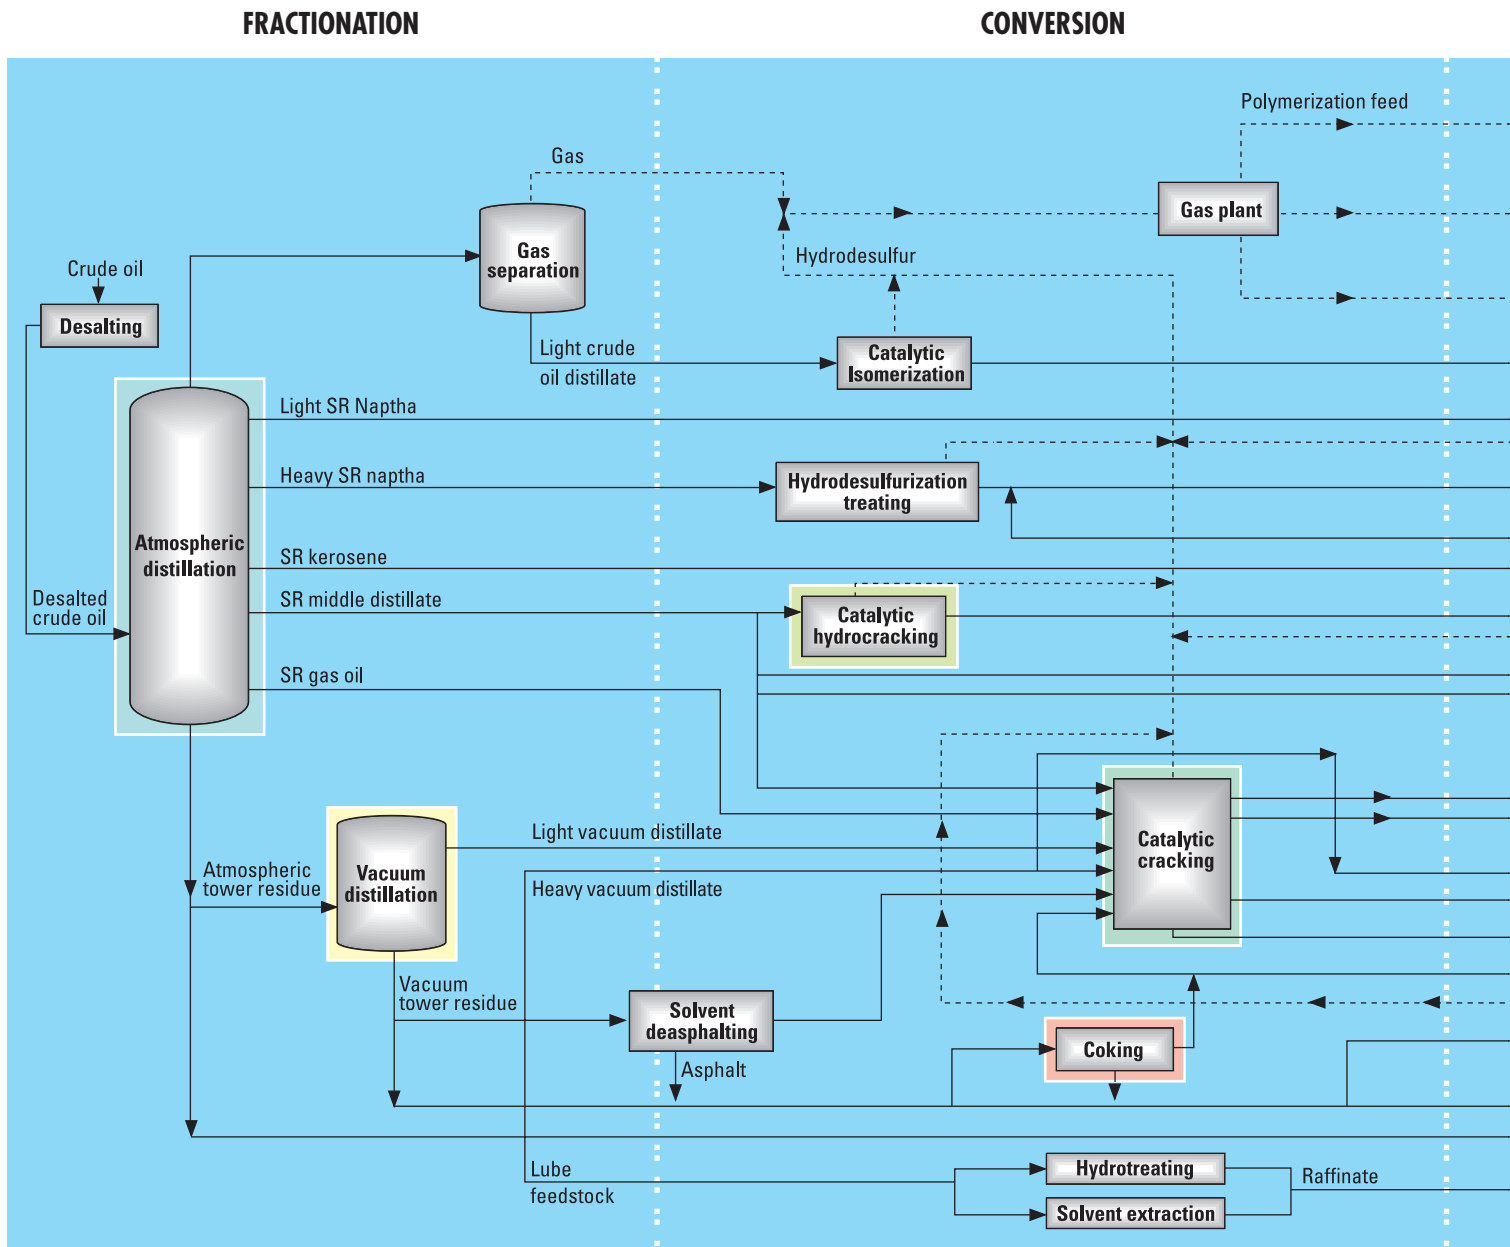 FRACTIONATION
CONVERSION
Polymerization feed
Gas
Gas plant
Gas
separation
Hydrodesulfur
Crude oil
Desalting
Light crude
oil distillate
Catalytic
Isomerization
Light SR Naptha
Heavy SR naptha
Hydrodesulfurization
treating
Atmospheric
distillation
SR kerosene
Desalted
crude oil
SR middle distillate
Catalytic
hydrocracking
SR gas oil
Light vacuum distillate
Catalytic
cracking
Atmospheric
tower residue
Vacuum
distillation
Heavy vacuum distillate
Vacuum
tower residue
Solvent
deasphalting
Coking
Asphalt
Lube
feedstock
Hydrotreating
Raffinate
Solvent extraction